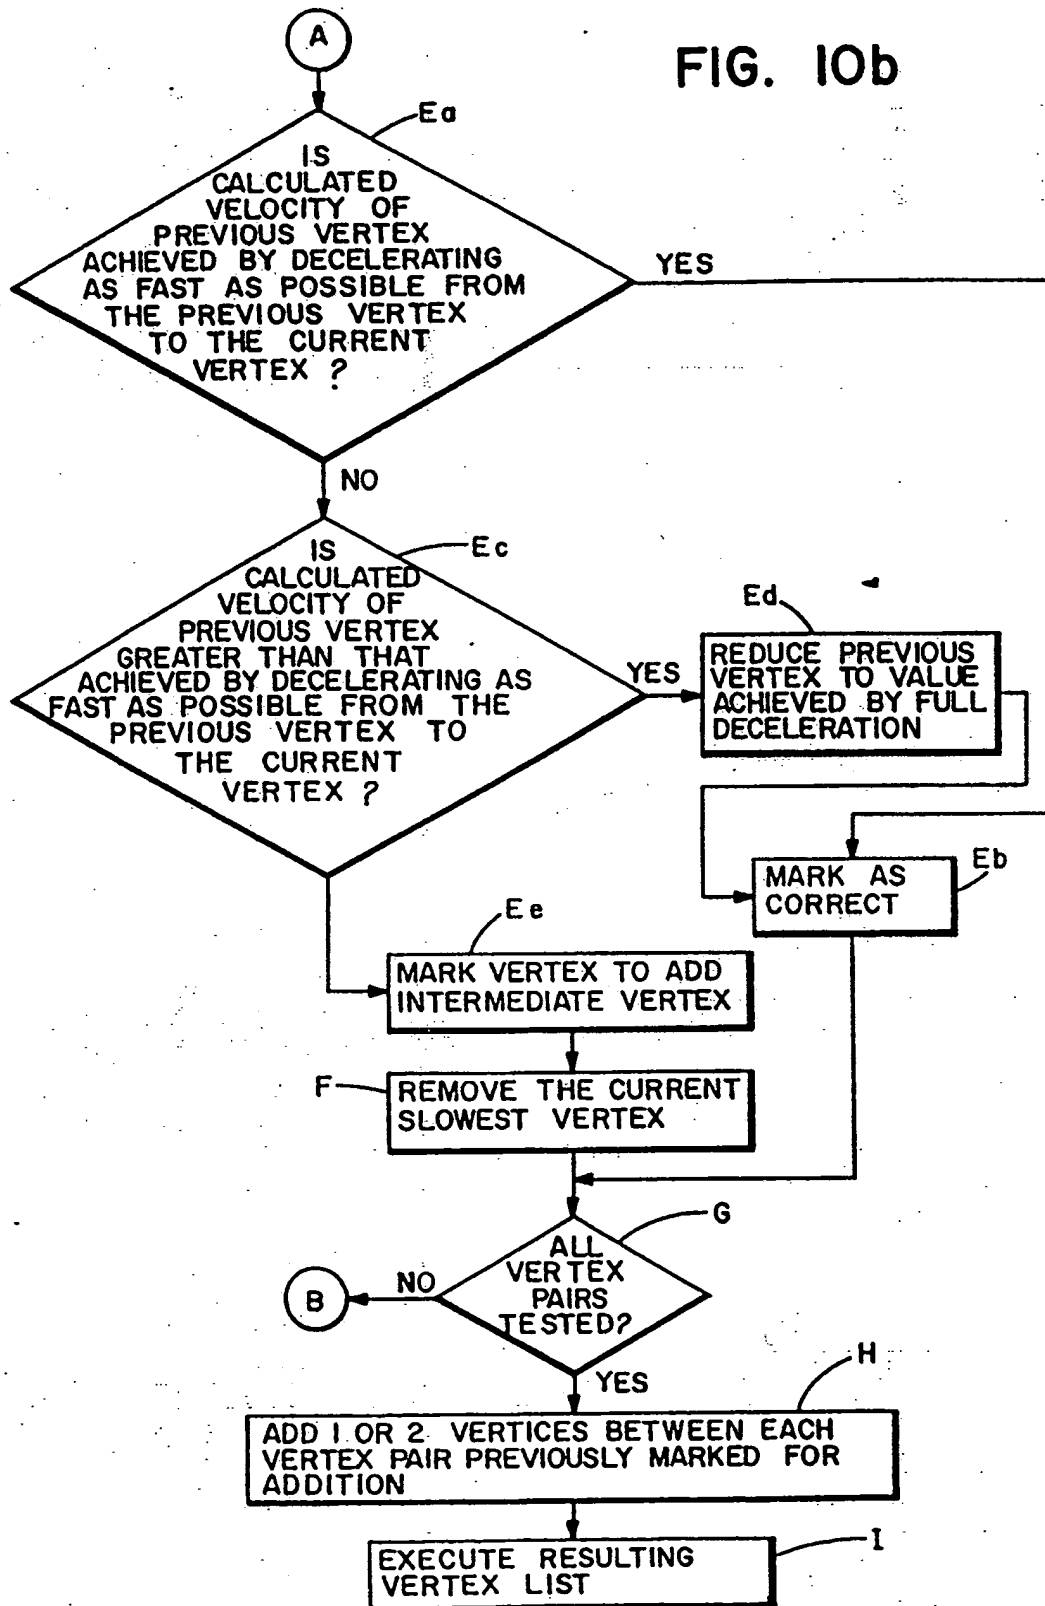 A
FIG. 10b
Ea
IS
CALCULATED
VELOCITY OF
PREVIOUS VERTEX
ACHIEVED BY DECELERATING
AS FAST AS POSSIBLE FROM
THE PREVIOUS VERTEX
TO THE CURRENT
VERTEX ?
YES
NO
Ec
IS
CALCULATED
VELOCITY OF
PREVIOUS VERTEX
GREATER THAN THAT
ACHIEVED BY DECELERATING AS
FAST AS POSSIBLE FROM THE
PREVIOUS VERTEX TO
THE CURRENT
VERTEX ?
YES
Ed
REDUCE PREVIOUS
VERTEX TO VALUE
ACHIEVED BY FULL
DECELERATION
Eb
MARK AS
CORRECT
Ee
MARK VERTEX TO ADD
INTERMEDIATE VERTEX
F
REMOVE THE CURRENT
SLOWEST VERTEX
G
ALL
VERTEX
PAIRS
TESTED?
NO
B
YES
H
ADD 1 OR 2 VERTICES BETWEEN EACH
VERTEX PAIR PREVIOUSLY MARKED FOR
ADDITION
I
EXECUTE RESULTING
VERTEX LIST